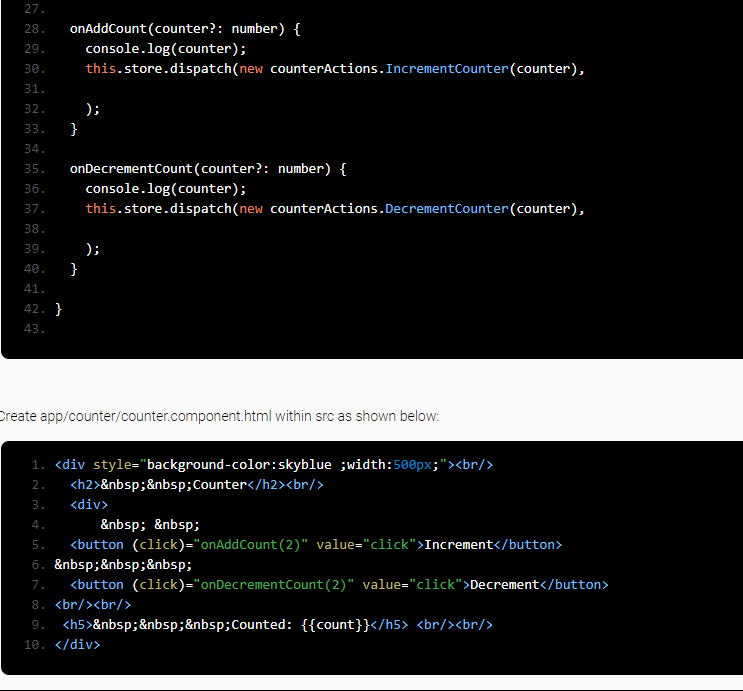 27.
28. onAddCount(counter?: number) {
29. console.log(counter);
30. this.store.dispatch(new counterActions.IncrementCounter(counter),
31.
32. );
33. }
34.
35. onDecrementCount(counter?: number) {
36. console.log(counter);
37. this.store.dispatch(new counterActions.DecrementCounter(counter),
38.
39. );
40. }
41.
42. }
43.
Create app/counter/counter.component.html within src as shown below:
1. <div style="background-color:skyblue ;width:500px;"><br/>
2. <h2>&nbsp;&nbsp;Counter</h2><br/>
3. <div>
4. &nbsp; &nbsp;
5. <button (click)="onAddCount(2)" value="click">Increment</button>
6. &nbsp;&nbsp;&nbsp;
7. <button (click)="onDecrementCount(2)" value="click">Decrement</button>
8. <br/><br/>
9. <h5>&nbsp;&nbsp;&nbsp;Counted: {{count}}</h5> <br/><br/>
10. </div>